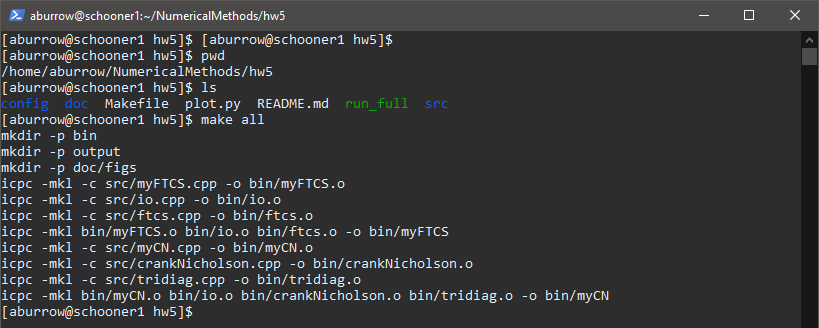 aburrow@schooner1:~/NumericalMethods/hw5
[aburrow@schooner1 hw5]$ [aburrow@schooner1 hw5]$
[aburrow@schooner1 hw5]$ pwd
/home/aburrow/NumericalMethods/hw5
[aburrow@schooner1 hw5]$ ls
config  doc  Makefile  plot.py  README.md  run_full  src
[aburrow@schooner1 hw5]$ make all
mkdir -p bin
mkdir -p output
mkdir -p doc/figs
icpc -mkl -c src/myFTCS.cpp -o bin/myFTCS.o
icpc -mkl -c src/io.cpp -o bin/io.o
icpc -mkl -c src/ftcs.cpp -o bin/ftcs.o
icpc -mkl bin/myFTCS.o bin/io.o bin/ftcs.o -o bin/myFTCS
icpc -mkl -c src/myCN.cpp -o bin/myCN.o
icpc -mkl -c src/crankNicholson.cpp -o bin/crankNicholson.o
icpc -mkl -c src/tridiag.cpp -o bin/tridiag.o
icpc -mkl bin/myCN.o bin/io.o bin/crankNicholson.o bin/tridiag.o -o bin/myCN
[aburrow@schooner1 hw5]$